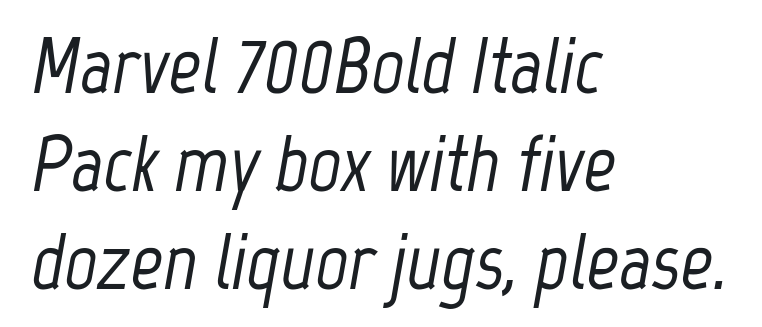 Marvel 700Bold Italic
Pack my box with five
dozen liquor jugs, please.